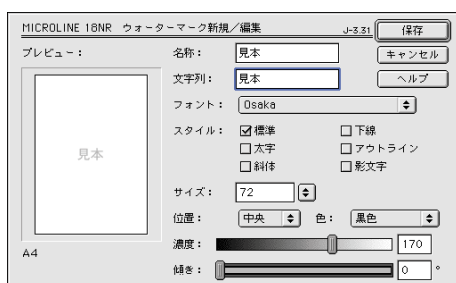 MICROLINE 18NR ウォーターマーク新規／編集 J-3.31 保存
プレビュー： 名称： 見本 キャンセル
文字列： 見本 ヘルプ
フォント： Osaka
スタイル： 標準 下線
見本 太字 アウトライン
斜体 影文字
サイズ： 72
位置： 中央 色： 黒色
濃度： 170
A4
傾き： 0 °